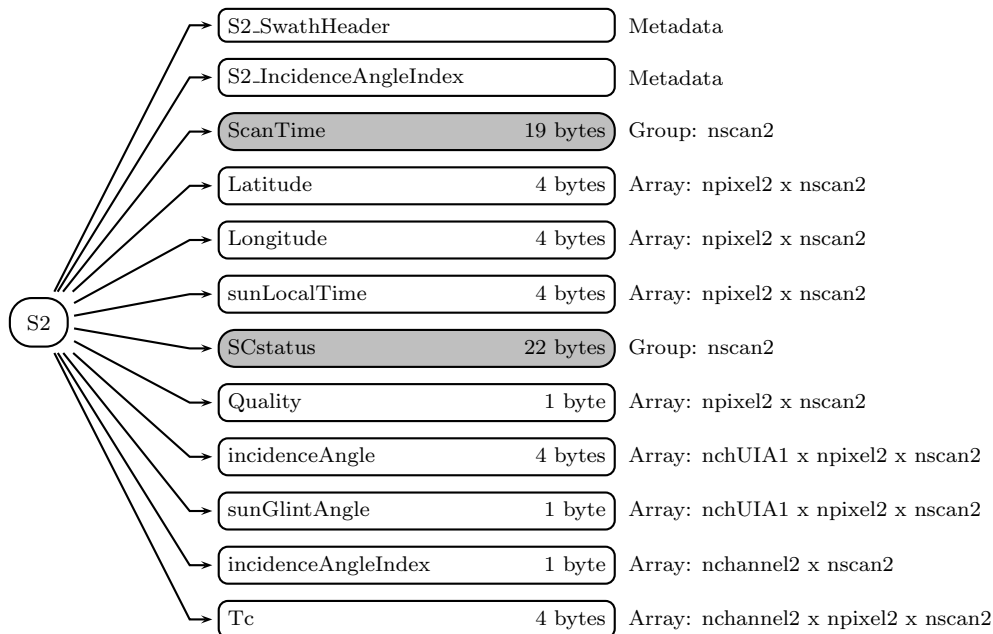 S2_SwathHeader Metadata
S2_IncidenceAngleIndex Metadata
ScanTime 19 bytes Group: nscan2
Latitude 4 bytes Array: npixel2 x nscan2
Longitude 4 bytes Array: npixel2 x nscan2
sunLocalTime 4 bytes Array: npixel2 x nscan2
S2
SCstatus 22 bytes Group: nscan2
Quality 1 byte Array: npixel2 x nscan2
incidenceAngle 4 bytes Array: nchUIA1 x npixel2 x nscan2
sunGlintAngle 1 byte Array: nchUIA1 x npixel2 x nscan2
incidenceAngleIndex 1 byte Array: nchannel2 x nscan2
Tc 4 bytes Array: nchannel2 x npixel2 x nscan2